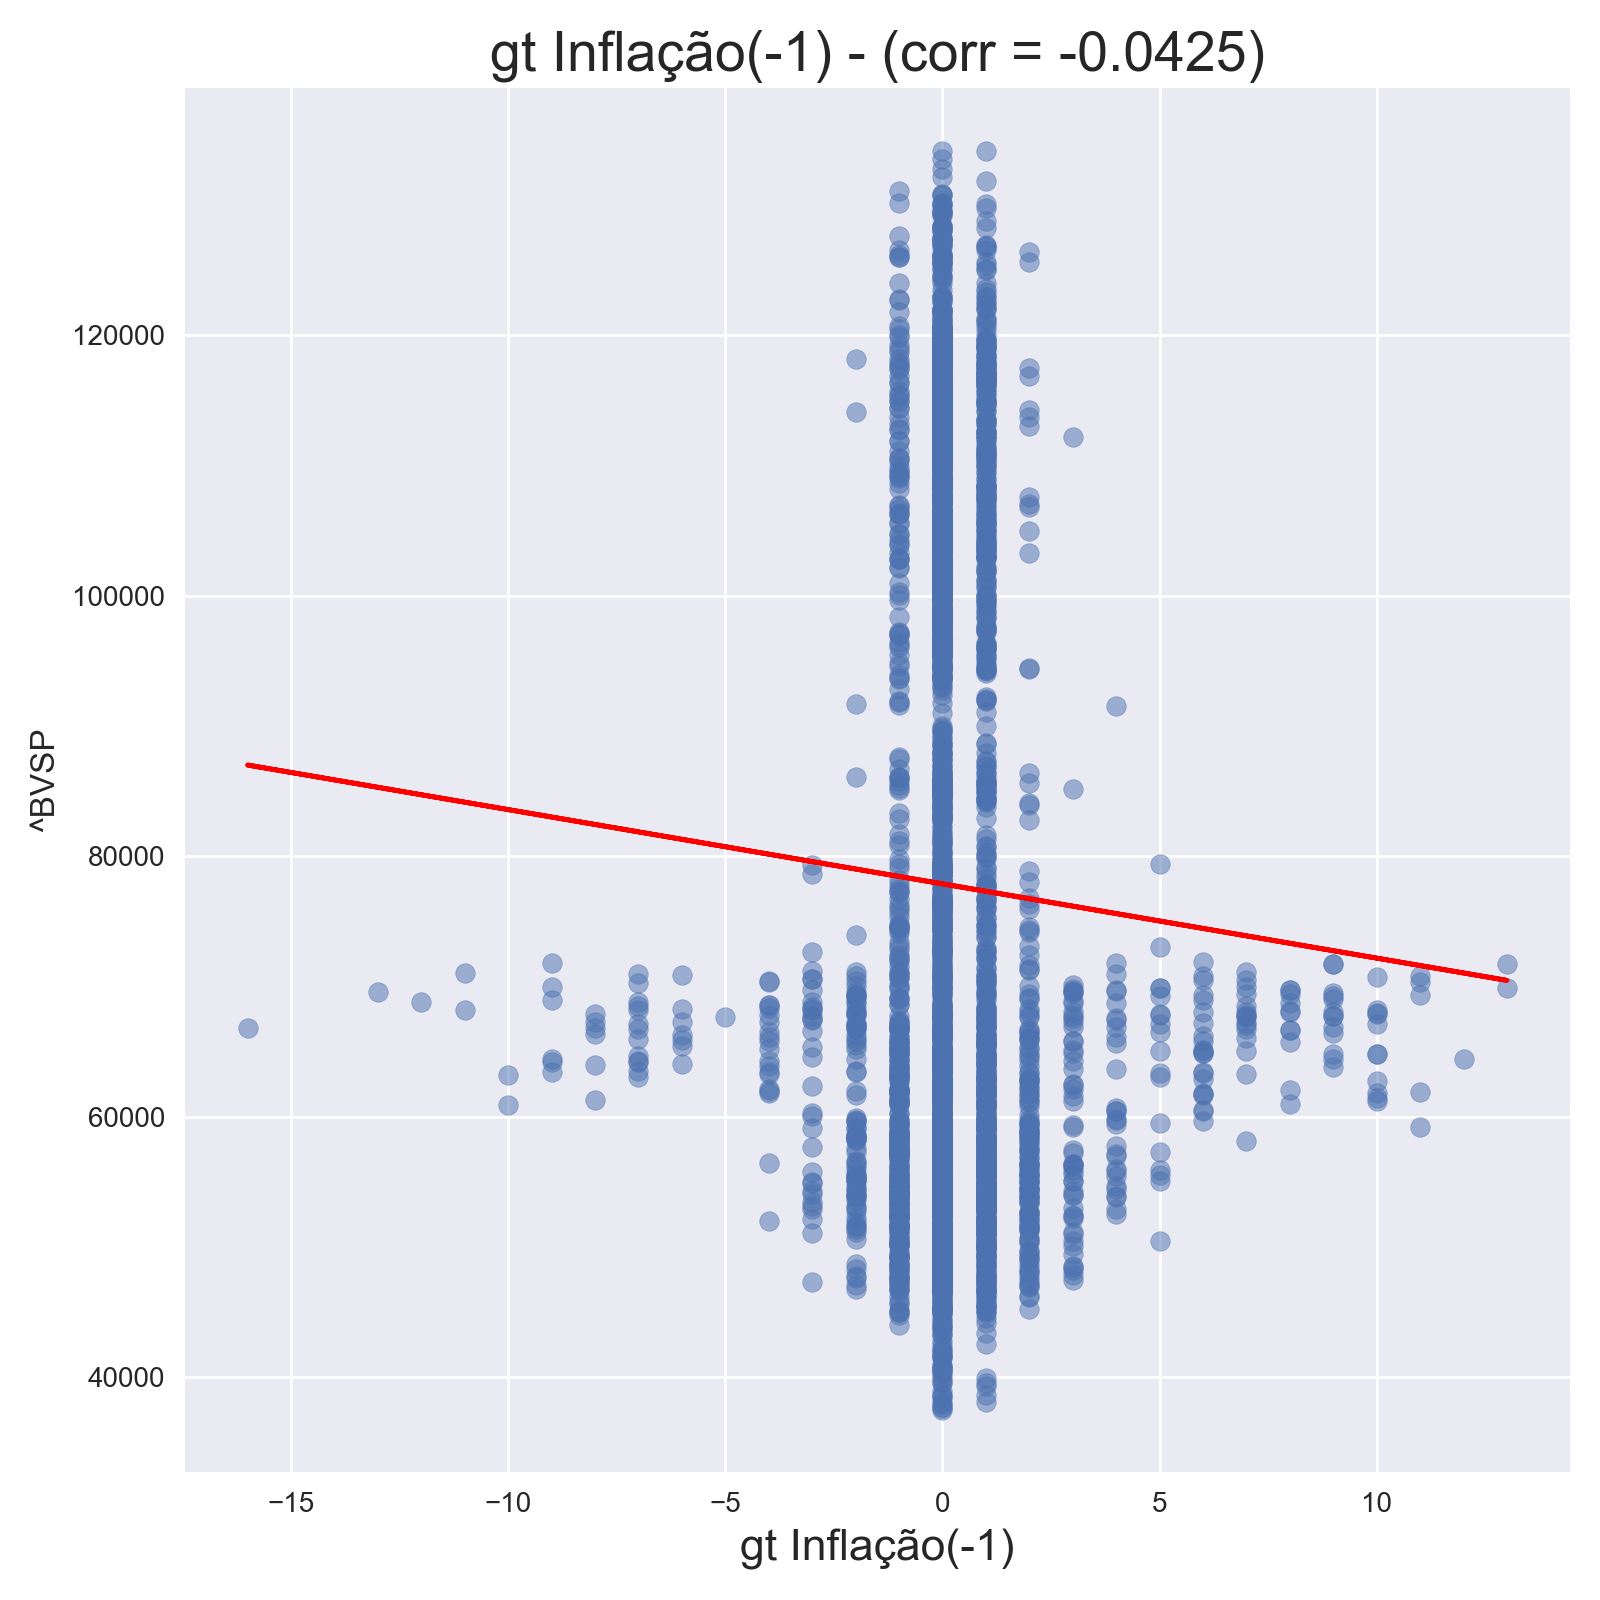 gt Inflação(-1) - (corr = -0.0425)
^BVSP
120000
100000
80000
60000
40000
−15 −10 −5 0 5 10
gt Inflação(-1)